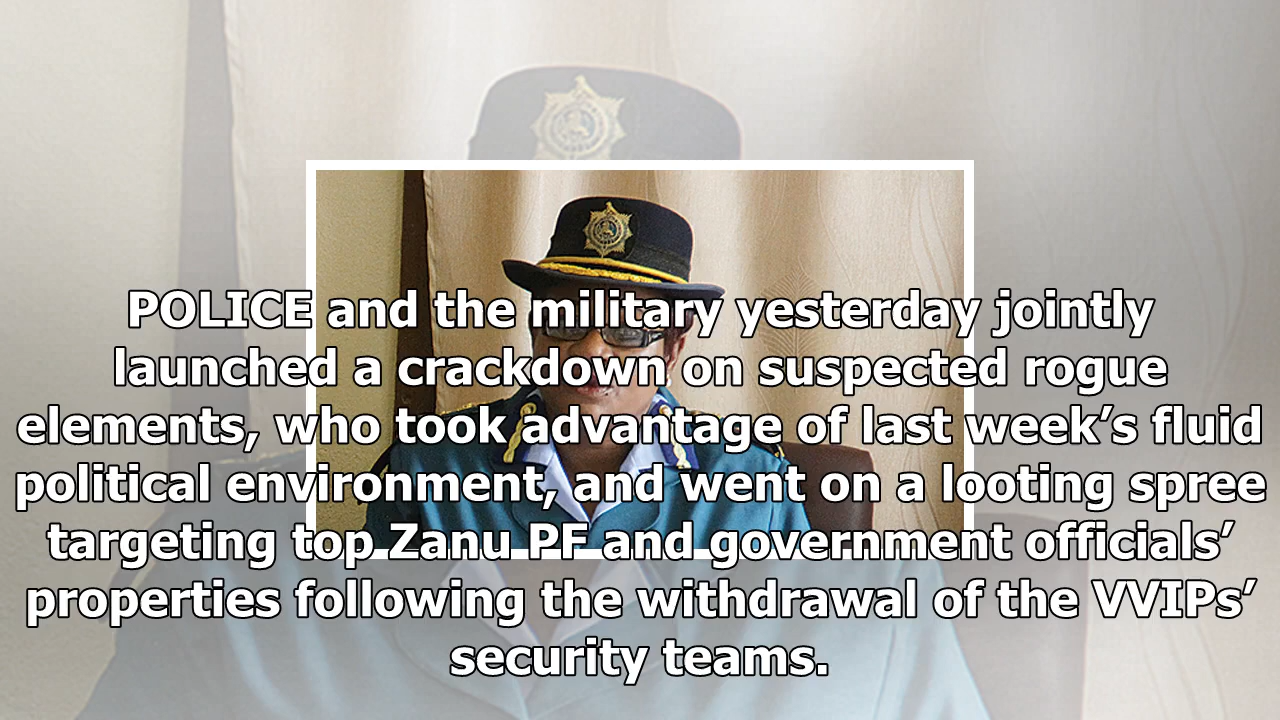 POLICE and the military yesterday jointly
launched a crackdown on suspected rogue
elements, who took advantage of last week’s fluid
political environment, and went on a looting spree
targeting top Zanu PF and government officials’
properties following the withdrawal of the VVIPs’
security teams.